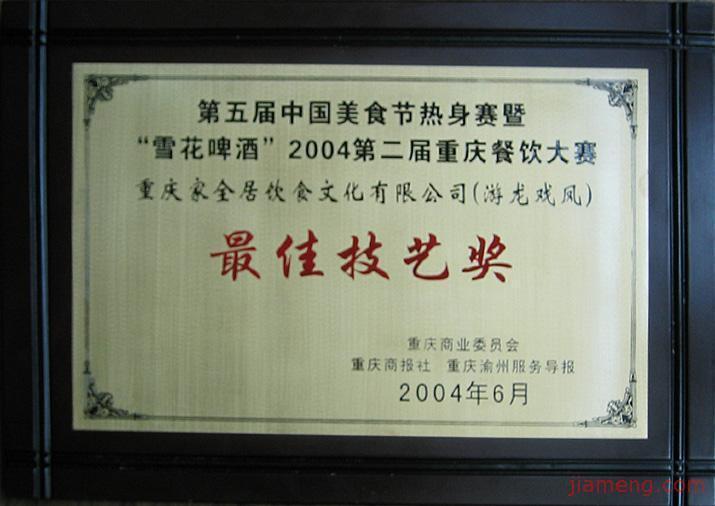 第五届中国美食节热身赛暨
“雪花啤酒”2004第二届重庆餐饮大赛
重庆家全居饮食文化有限公司(游龙戏凤)
最佳技艺奖
重庆商业委员会
重庆商报社 重庆渝州服务导报
2004年6月
jiameng.com